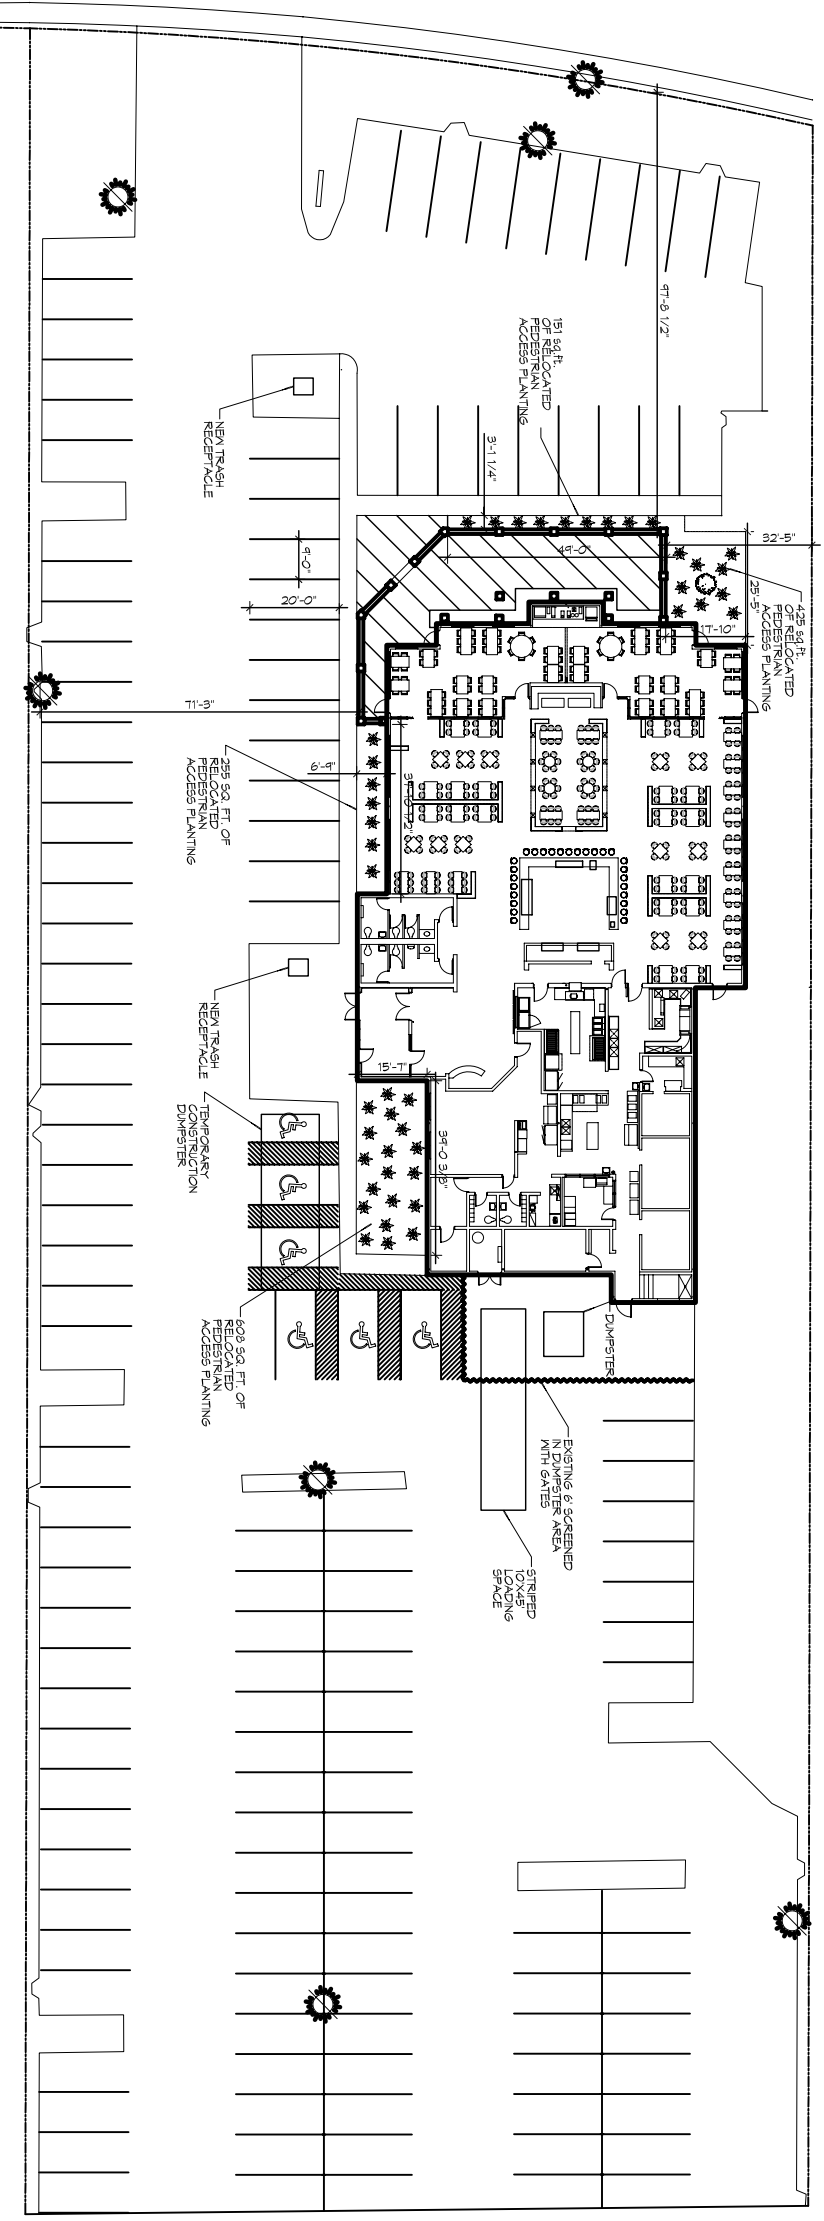 97'-8 1/2"
151 sq.ft.
OF RELOCATED
PEDESTRIAN
ACCESS PLANTING
NEW TRASH
RECEPTACLE
3'-1 1/4"
49'-0"
32'-5"
25'-5"
17'-10"
425 sq.ft.
OF RELOCATED
PEDESTRIAN
ACCESS PLANTING
9'-0"
20'-0"
71'-3"
6'-9"
255 SQ. FT. OF
RELOCATED
PEDESTRIAN
ACCESS PLANTING
NEW TRASH
RECEPTACLE
15'-7"
39'-0 3/8"
TEMPORARY
CONSTRUCTION
DUMPSTER
608 SQ. FT. OF
RELOCATED
PEDESTRIAN
ACCESS PLANTING
DUMPSTER
EXISTING 6' SCREENED
IN DUMPSTER AREA
WITH GATES
STRIPED
10'X45'
LOADING
SPACE